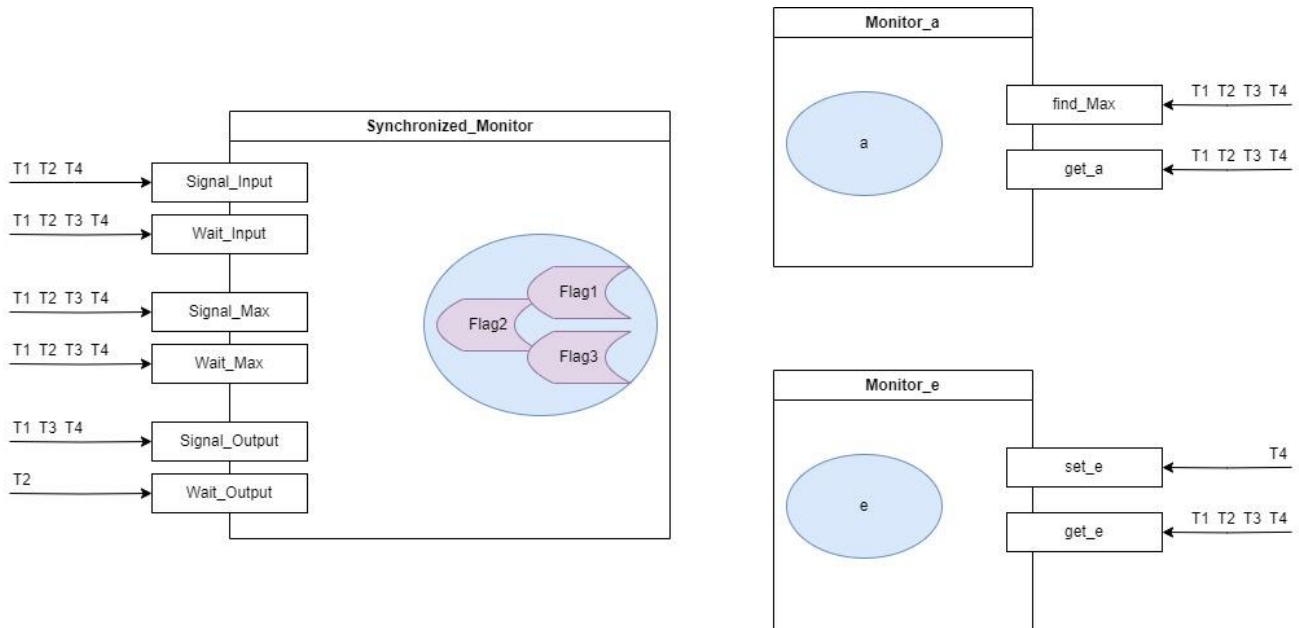 Monitor_a
find_Max
T1 T2 T3 T4
a
get_a
T1 T2 T3 T4
Synchronized_Monitor
T1 T2 T4
Signal_Input
T1 T2 T3 T4
Wait_Input
T1 T2 T3 T4
Signal_Max
T1 T2 T3 T4
Wait_Max
T1 T3 T4
Signal_Output
T2
Wait_Output
Flag1
Flag2
Flag3
Monitor_e
set_e
T4
e
get_e
T1 T2 T3 T4